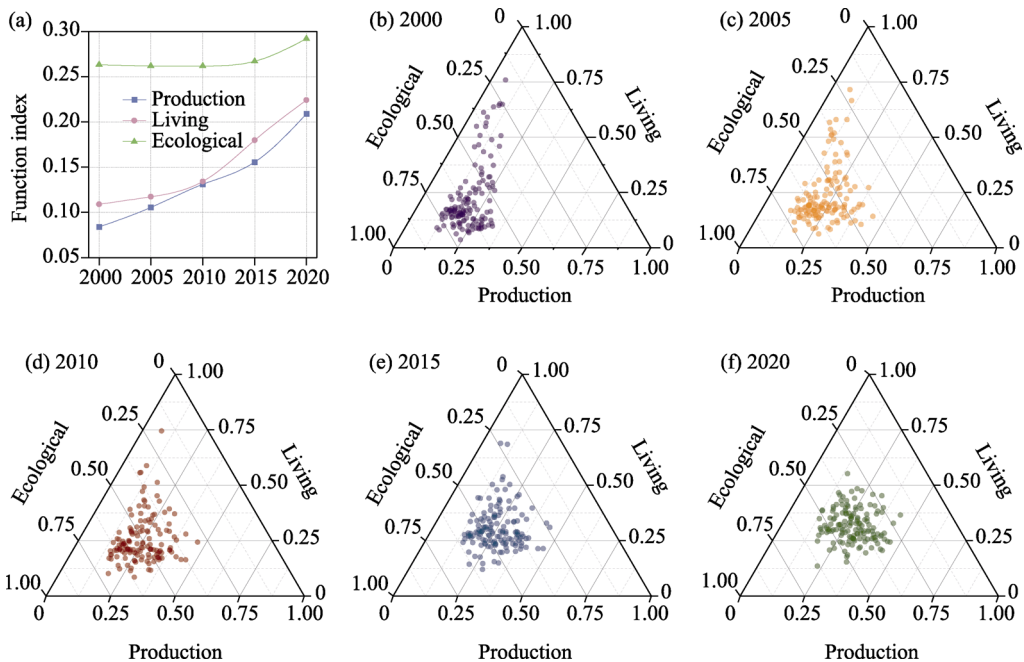 (a)
0.30
0.25
0.20
0.15
0.10
0.05
Function index
Production
Living
Ecological
2000 2005 2010 2015 2020
(b) 2000
0 1.00
0.25 0.75
0.50 0.50
0.75 0.25
1.00 0
0 0.25 0.50 0.75 1.00
Ecological
Living
Production
(c) 2005
0 1.00
0.25 0.75
0.50 0.50
0.75 0.25
1.00 0
0 0.25 0.50 0.75 1.00
Ecological
Living
Production
(d) 2010
0 1.00
0.25 0.75
0.50 0.50
0.75 0.25
1.00 0
0 0.25 0.50 0.75 1.00
Ecological
Living
Production
(e) 2015
0 1.00
0.25 0.75
0.50 0.50
0.75 0.25
1.00 0
0 0.25 0.50 0.75 1.00
Ecological
Living
Production
(f) 2020
0 1.00
0.25 0.75
0.50 0.50
0.75 0.25
1.00 0
0 0.25 0.50 0.75 1.00
Ecological
Living
Production